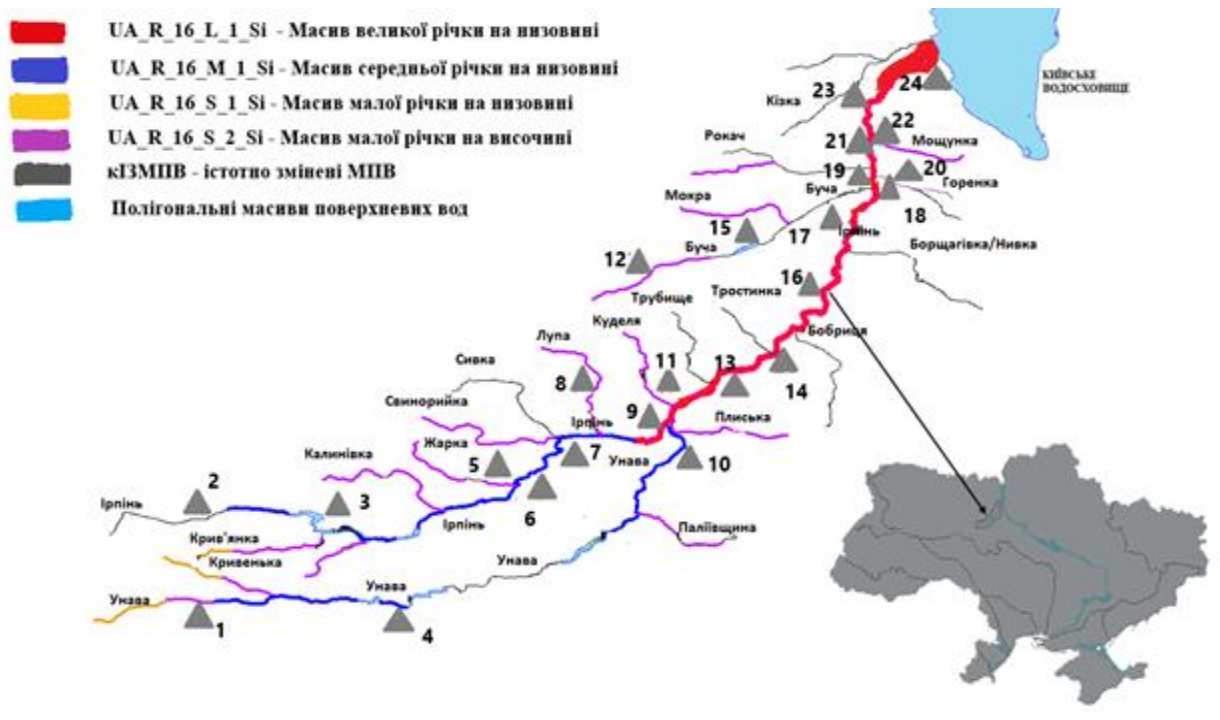 UA_R_16_L_1_Si - Масив великої річки на низовині
UA_R_16_M_1_Si - Масив середньої річки на низовині
UA_R_16_S_1_Si - Масив малої річки на низовині
UA_R_16_S_2_Si - Масив малої річки на височині
кІЗМПВ - істотно змінені МПВ
Полігональні масиви поверхневих вод
КИЇВСЬКЕ
ВОДОСХОВИЩЕ
24
23
Кізка
22
21
Рокач
Мощунка
19
20
Буча
Горенка
Мокра
18
15
17
Ірпінь
Буча
Борщагівка/Нивка
12
16
Трубище
Тростинка
Куделя
Бобриця
Лупа
Сивка
11
13
8
14
Свинорийка
9
Плиська
Ірпінь
Жарка
Унава
Калинівка
5
7
10
2
3
6
Ірпінь
Ірпінь
Паліївщина
Крив'янка
Кривенька
Унава
Унава
Унава
1
4